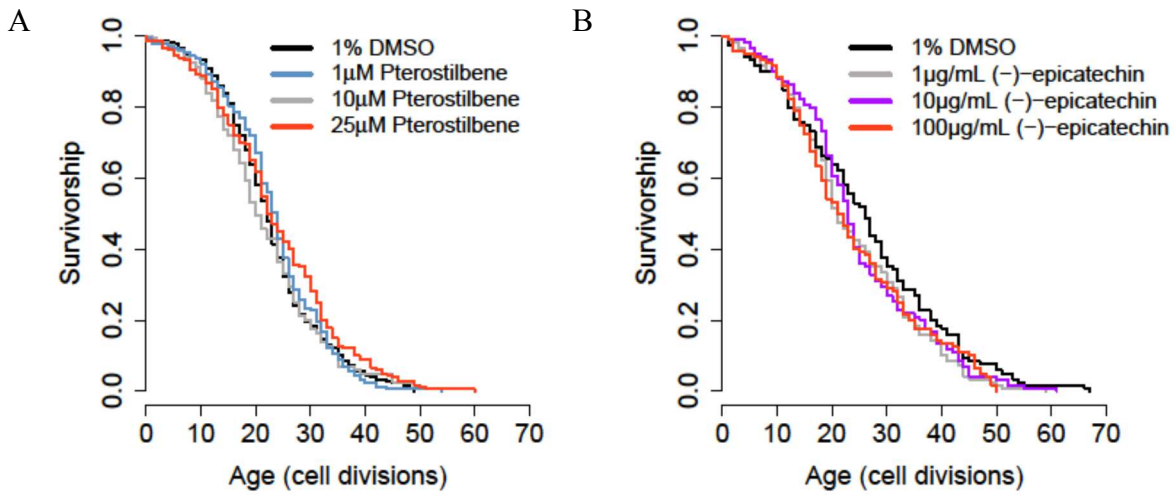 A
1% DMSO
1μM Pterostilbene
10μM Pterostilbene
25μM Pterostilbene
Survivorship
1.0
0.8
0.6
0.4
0.2
0.0
0 10 20 30 40 50 60 70
Age (cell divisions)
B
1% DMSO
1μg/mL (−)−epicatechin
10μg/mL (−)−epicatechin
100μg/mL (−)−epicatechin
Survivorship
1.0
0.8
0.6
0.4
0.2
0.0
0 10 20 30 40 50 60 70
Age (cell divisions)